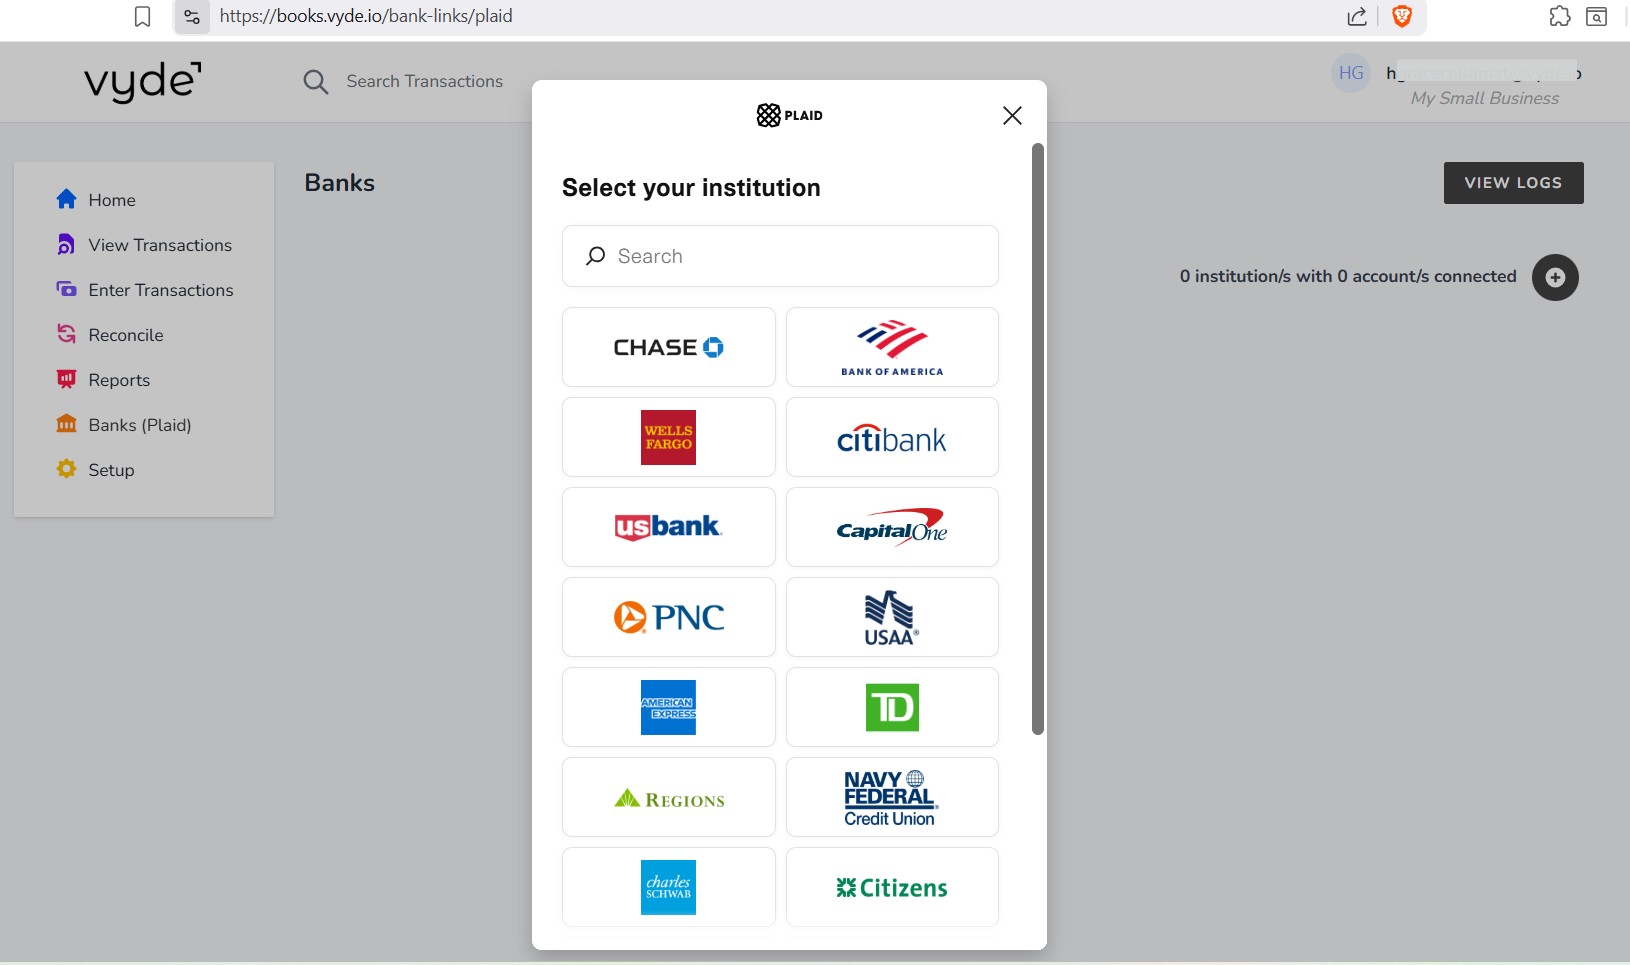 https://books.vyde.io/bank-links/plaid
vyde
Search Transactions
HG
My Small Business
PLAID
Select your institution
Search
CHASE
BANK OF AMERICA
WELLS
FARGO
citibank
usbank.
Capital One
PNC
USAA®
AMERICAN
EXPRESS
TD
REGIONS
NAVY
FEDERAL®
Credit Union
charles
SCHWAB
Citizens
Home
View Transactions
Enter Transactions
Reconcile
Reports
Banks (Plaid)
Setup
Banks
VIEW LOGS
0 institution/s with 0 account/s connected